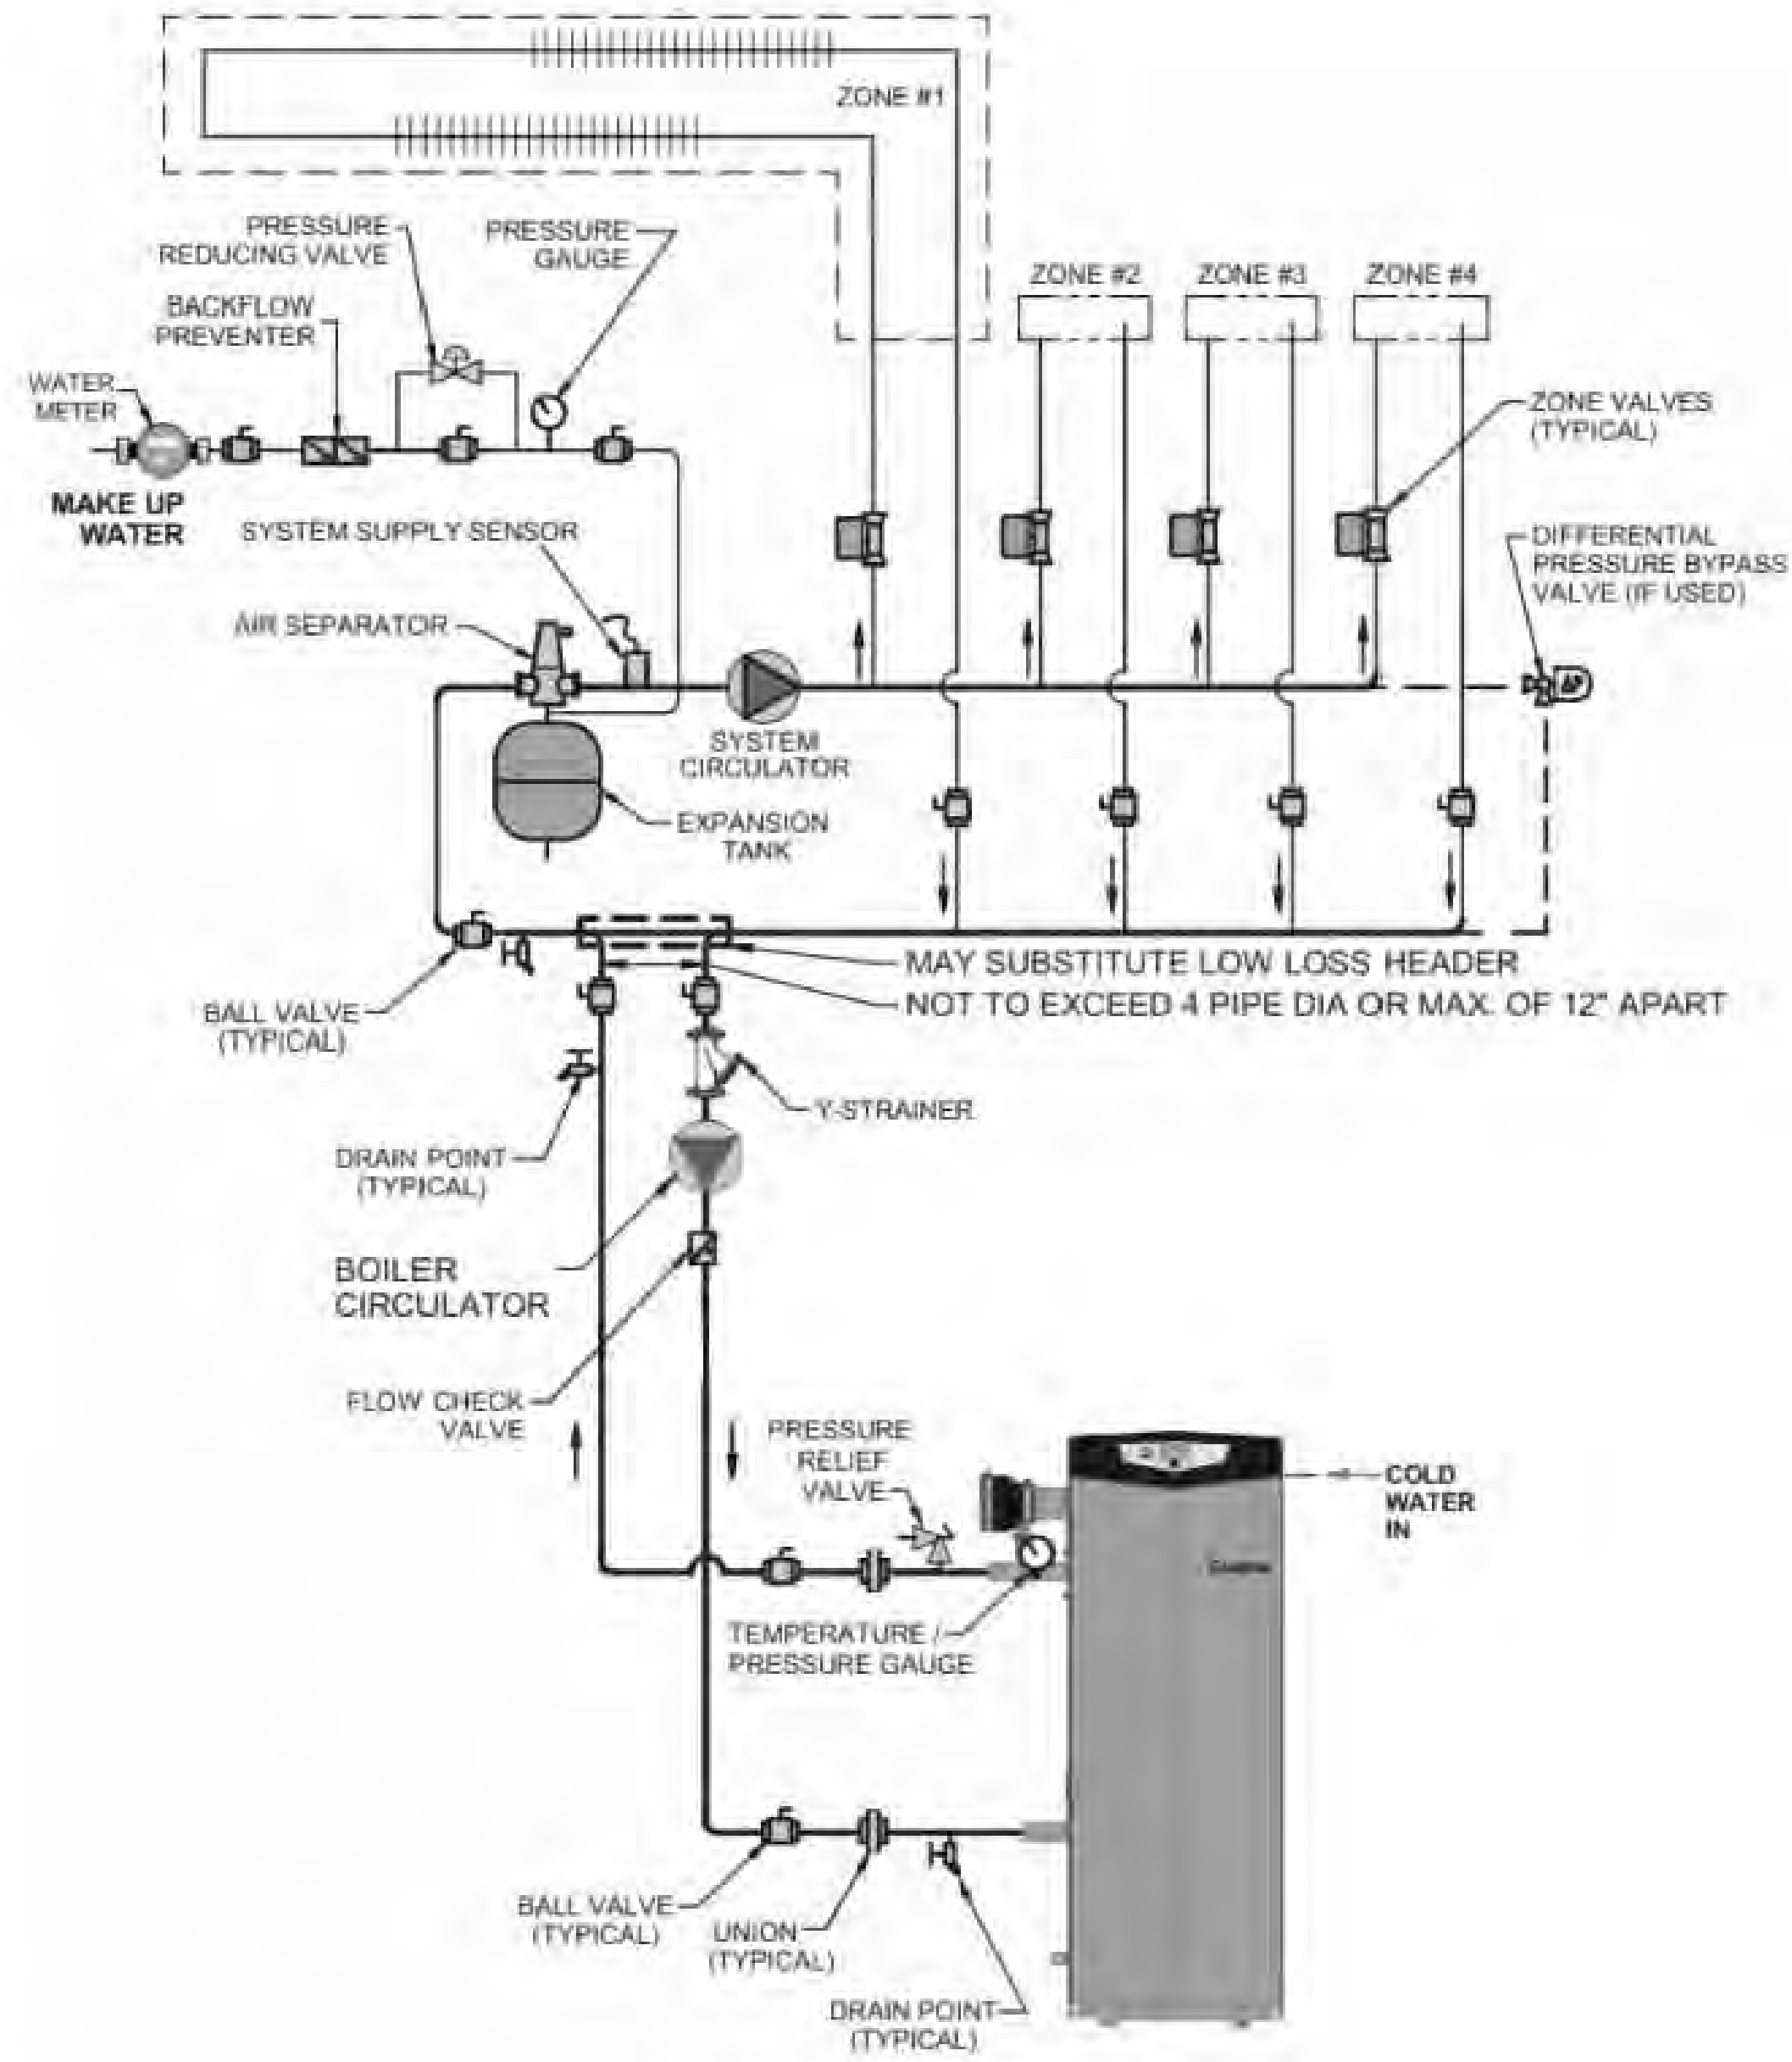 ZONE #1
PRESSURE
REDUCING VALVE
PRESSURE
GAUGE
BACKFLOW
PREVENTER
ZONE #2
ZONE #3
ZONE #4
WATER
METER
ZONE VALVES
(TYPICAL)
MAKE UP
WATER
SYSTEM SUPPLY SENSOR
DIFFERENTIAL
PRESSURE BYPASS
VALVE (IF USED)
AIR SEPARATOR
ΔP
SYSTEM
CIRCULATOR
EXPANSION
TANK
MAY SUBSTITUTE LOW LOSS HEADER
NOT TO EXCEED 4 PIPE DIA OR MAX. OF 12" APART
BALL VALVE
(TYPICAL)
Y-STRAINER
DRAIN POINT
(TYPICAL)
BOILER
CIRCULATOR
FLOW CHECK
VALVE
PRESSURE
RELIEF
VALVE
COLD
WATER
IN
TEMPERATURE /
PRESSURE GAUGE
BALL VALVE
(TYPICAL)
UNION
(TYPICAL)
DRAIN POINT
(TYPICAL)